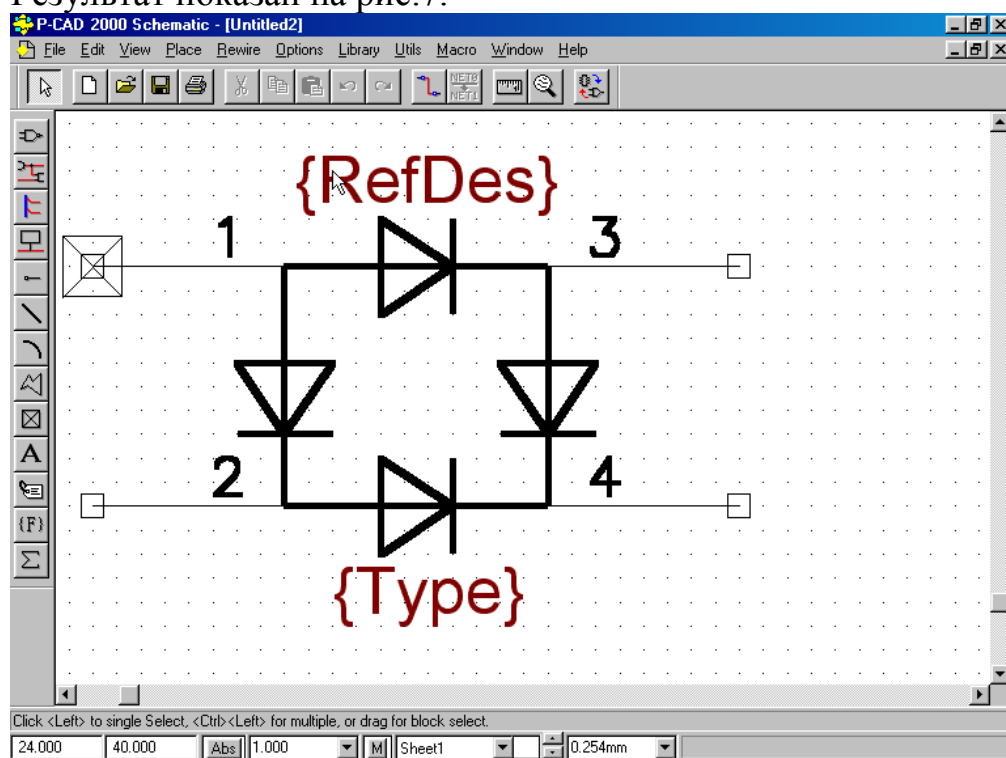 Результат показан на рис.7.
P-CAD 2000 Schematic - [Untitled2]
File Edit View Place Rewire Options Library Utils Macro Window Help
NET0
NET1
{RefDes}
1
3
2
4
A
{F}
Σ
{Type}
Click <Left> to single Select, <Ctrl><Left> for multiple, or drag for block select.
24.000 40.000 Abs 1.000 M Sheet1 0.254mm